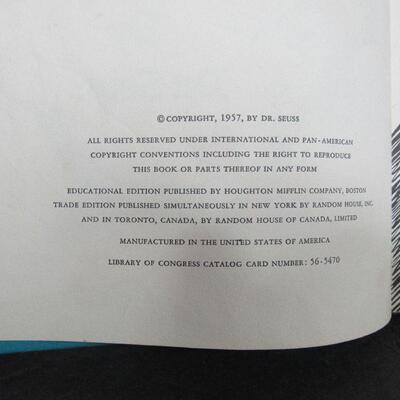 © COPYRIGHT, 1957, BY DR. SEUSS
ALL RIGHTS RESERVED UNDER INTERNATIONAL AND PAN-AMERICAN
COPYRIGHT CONVENTIONS INCLUDING THE RIGHT TO REPRODUCE
THIS BOOK OR PARTS THEREOF IN ANY FORM
EDUCATIONAL EDITION PUBLISHED BY HOUGHTON MIFFLIN COMPANY, BOSTON
TRADE EDITION PUBLISHED SIMULTANEOUSLY IN NEW YORK BY RANDOM HOUSE, INC.
AND IN TORONTO, CANADA, BY RANDOM HOUSE OF CANADA, LIMITED
MANUFACTURED IN THE UNITED STATES OF AMERICA
LIBRARY OF CONGRESS CATALOG CARD NUMBER: 56-5470